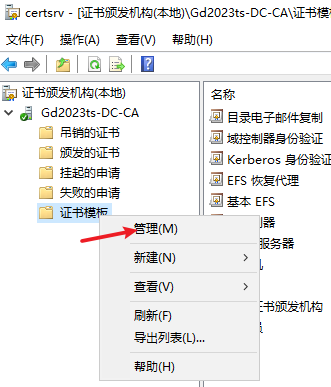 certsrv - [证书颁发机构(本地)\Gd2023ts-DC-CA\证书模
文件(F) 操作(A) 查看(V) 帮助(H)
证书颁发机构(本地)
Gd2023ts-DC-CA
吊销的证书
颁发的证书
挂起的申请
失败的申请
证书模板
名称
目录电子邮件复制
域控制器身份验证
Kerberos 身份验证
EFS 恢复代理
基本 EFS
制器
服务器
机
证书颁发机构
员
管理(M)
新建(N)
查看(V)
刷新(F)
导出列表(L)...
帮助(H)